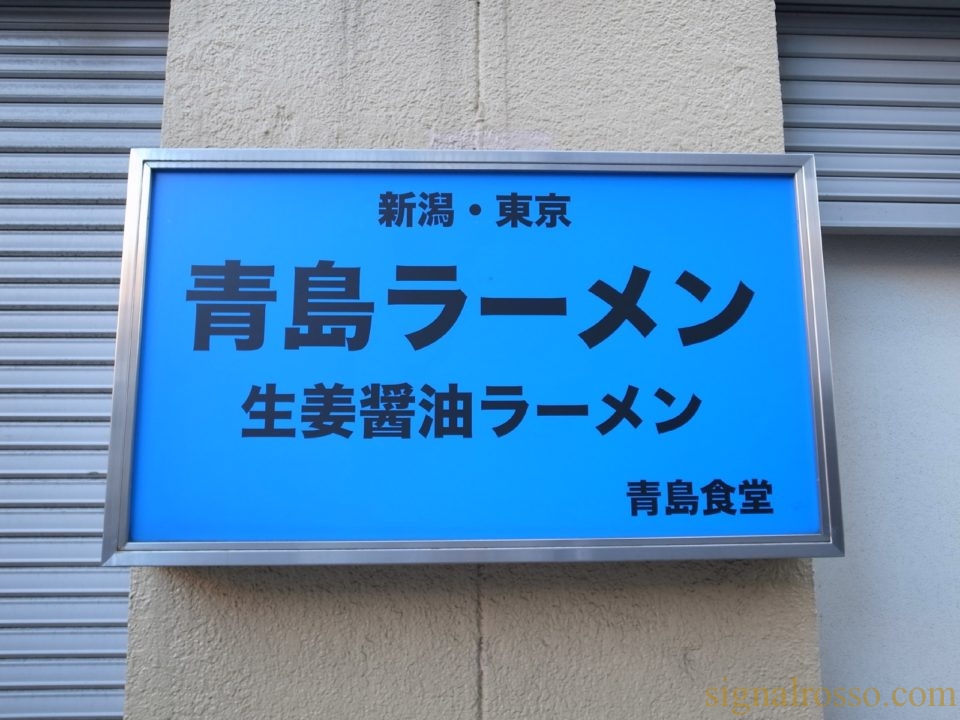 新潟・東京
青島ラーメン
生姜醤油ラーメン
青島食堂
signalrosso.com